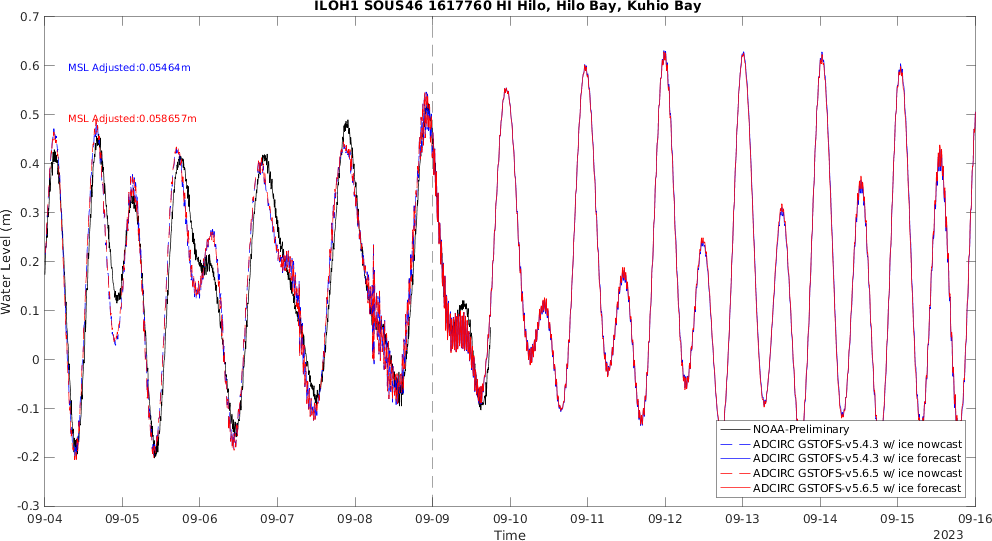 ILOH1 SOUS46 1617760 HI Hilo, Hilo Bay, Kuhio Bay
0.7
0.6
0.5
0.4
0.3
0.2
0.1
0
-0.1
-0.2
-0.3
Water Level (m)
MSL Adjusted:0.05464m
MSL Adjusted:0.058657m
NOAA-Preliminary
ADCIRC GSTOFS-v5.4.3 w/ ice nowcast
ADCIRC GSTOFS-v5.4.3 w/ ice forecast
ADCIRC GSTOFS-v5.6.5 w/ ice nowcast
ADCIRC GSTOFS-v5.6.5 w/ ice forecast
09-04 09-05 09-06 09-07 09-08 09-09 09-10 09-11 09-12 09-13 09-14 09-15 09-16
Time
2023